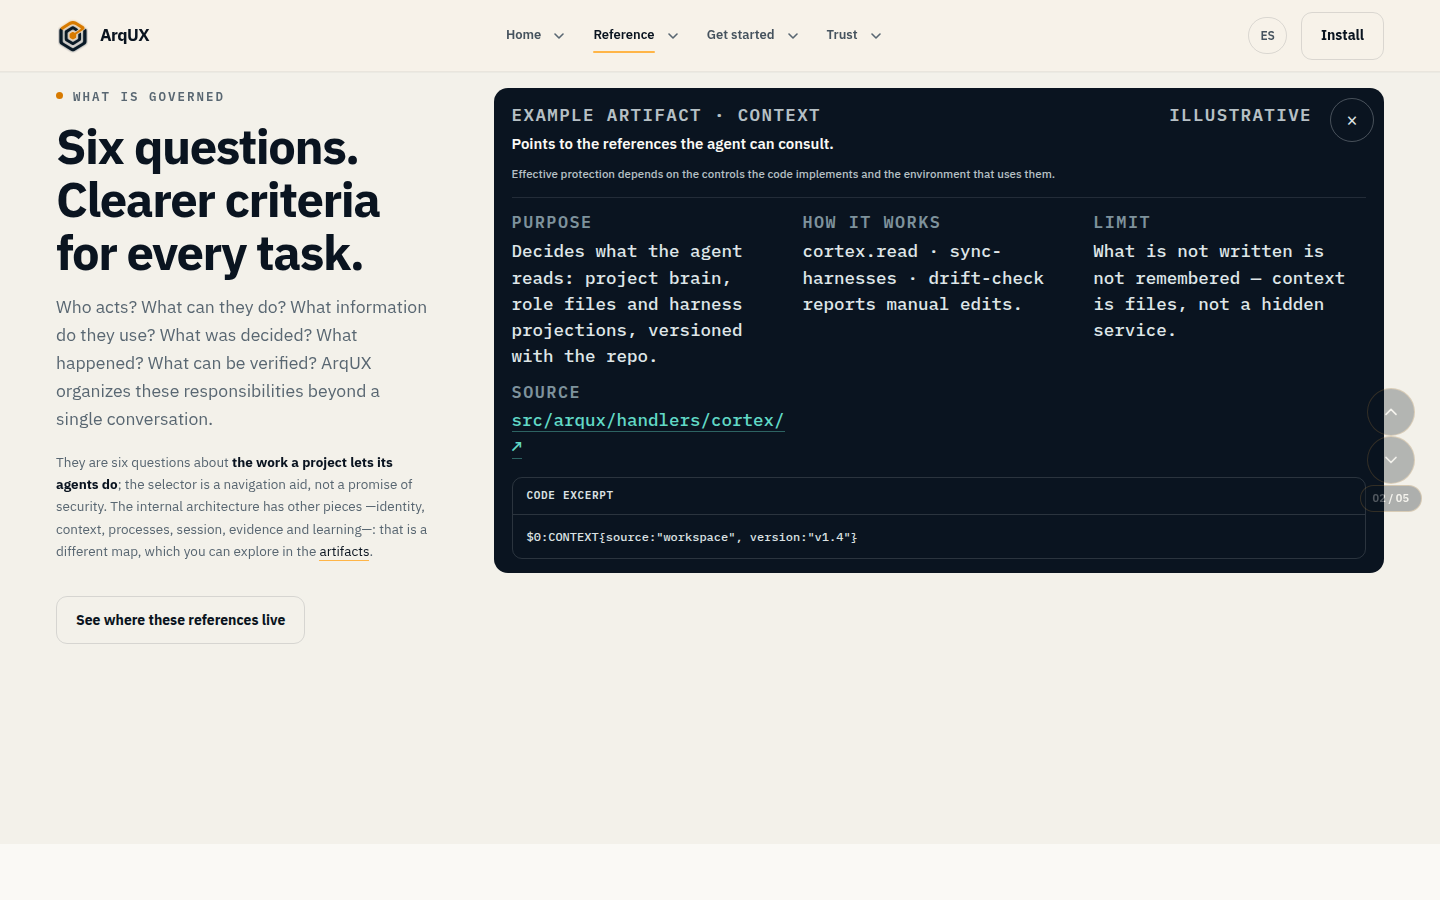 ArqUX
Home
Reference
Get started
Trust
ES
Install
WHAT IS GOVERNED
Six questions.
Clearer criteria
for every task.
Who acts? What can they do? What information
do they use? What was decided? What
happened? What can be verified? ArqUX
organizes these responsibilities beyond a
single conversation.
They are six questions about the work a project lets its
agents do; the selector is a navigation aid, not a promise of
security. The internal architecture has other pieces —identity,
context, processes, session, evidence and learning—: that is a
different map, which you can explore in the artifacts.
See where these references live
EXAMPLE ARTIFACT · CONTEXT
ILLUSTRATIVE
×
Points to the references the agent can consult.
Effective protection depends on the controls the code implements and the environment that uses them.
PURPOSE
Decides what the agent
reads: project brain,
role files and harness
projections, versioned
with the repo.
HOW IT WORKS
cortex.read · sync-
harnesses · drift-check
reports manual edits.
LIMIT
What is not written is
not remembered — context
is files, not a hidden
service.
SOURCE
src/arqux/handlers/cortex/
↗
CODE EXCERPT
$0:CONTEXT{source:"workspace", version:"v1.4"}
02 / 05